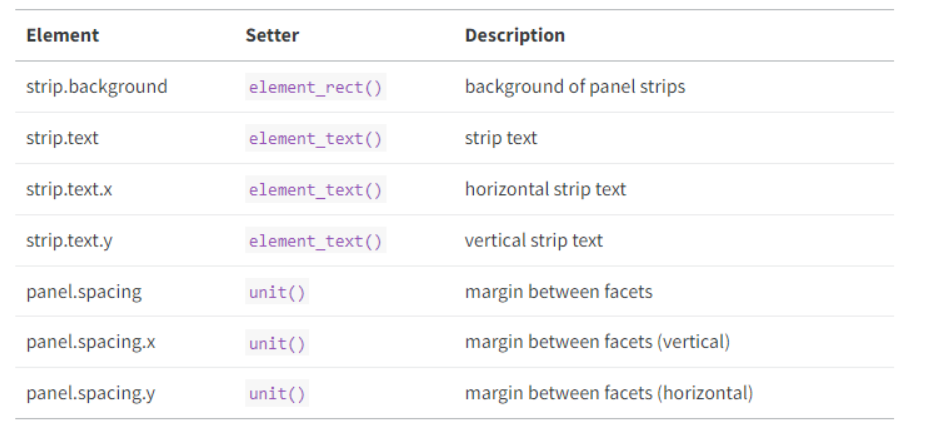 Element Setter Description
strip.background element_rect() background of panel strips
strip.text element_text() strip text
strip.text.x element_text() horizontal strip text
strip.text.y element_text() vertical strip text
panel.spacing unit() margin between facets
panel.spacing.x unit() margin between facets (vertical)
panel.spacing.y unit() margin between facets (horizontal)